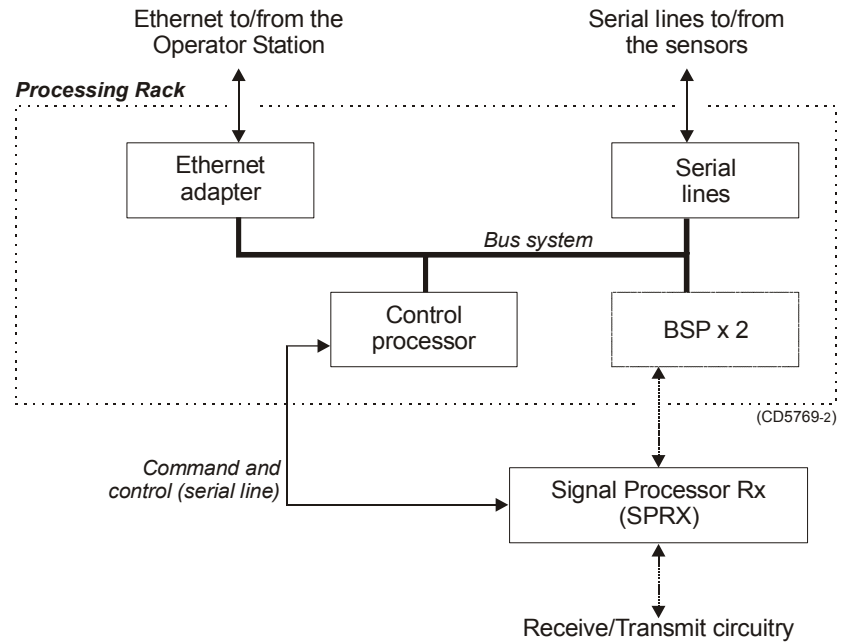 Ethernet to/from the
Operator Station
Serial lines to/from
the sensors
Processing Rack
Ethernet
adapter
Serial
lines
Bus system
Control
processor
BSP x 2
(CD5769-2)
Command and
control (serial line)
Signal Processor Rx
(SPRX)
Receive/Transmit circuitry